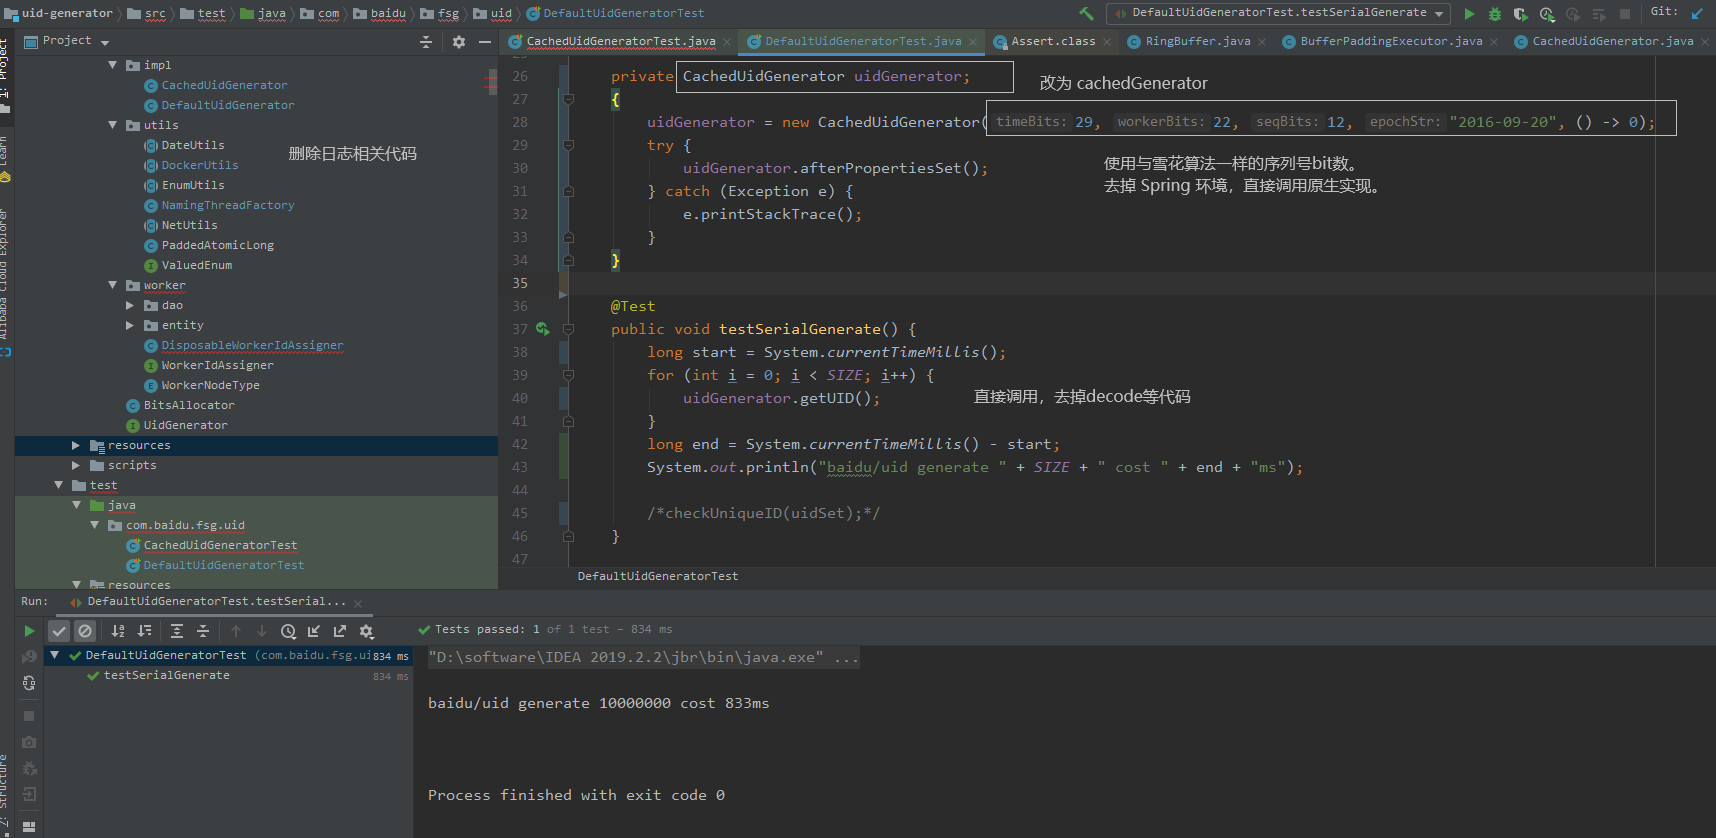 uid-generator src test java com baidu fsg uid DefaultUidGeneratorTest
DefaultUidGeneratorTest.testSerialGenerate
Git:
Project
CachedUidGeneratorTest.java
DefaultUidGeneratorTest.java
Assert.class
RingBuffer.java
BufferPaddingExecutor.java
CachedUidGenerator.java
1: Project
Learn
Alibaba Cloud Explorer
Z: Structure
impl
CachedUidGenerator
DefaultUidGenerator
utils
DateUtils
DockerUtils
EnumUtils
NamingThreadFactory
NetUtils
PaddedAtomicLong
ValuedEnum
worker
dao
entity
DisposableWorkerIdAssigner
WorkerIdAssigner
WorkerNodeType
BitsAllocator
UidGenerator
resources
scripts
test
java
com.baidu.fsg.uid
CachedUidGeneratorTest
DefaultUidGeneratorTest
resources
删除日志相关代码
26 private CachedUidGenerator uidGenerator;
改为 cachedGenerator
27 {
28 uidGenerator = new CachedUidGenerator( timeBits: 29, workerBits: 22, seqBits: 12, epochStr: "2016-09-20", () -> 0);
29 try {
使用与雪花算法一样的序列号bit数。
30 uidGenerator.afterPropertiesSet();
去掉 Spring 环境，直接调用原生实现。
31 } catch (Exception e) {
32 e.printStackTrace();
33 }
34 }
35
36 @Test
37 public void testSerialGenerate() {
38 long start = System.currentTimeMillis();
39 for (int i = 0; i < SIZE; i++) {
40 uidGenerator.getUID();
直接调用，去掉decode等代码
41 }
42 long end = System.currentTimeMillis() - start;
43 System.out.println("baidu/uid generate " + SIZE + " cost " + end + "ms");
44
45 /*checkUniqueID(uidSet);*/
46 }
47
DefaultUidGeneratorTest
Run: DefaultUidGeneratorTest.testSerial...
Tests passed: 1 of 1 test – 834 ms
DefaultUidGeneratorTest (com.baidu.fsg.ui 834 ms
testSerialGenerate 834 ms
"D:\software\IDEA 2019.2.2\jbr\bin\java.exe" ...
baidu/uid generate 10000000 cost 833ms
Process finished with exit code 0